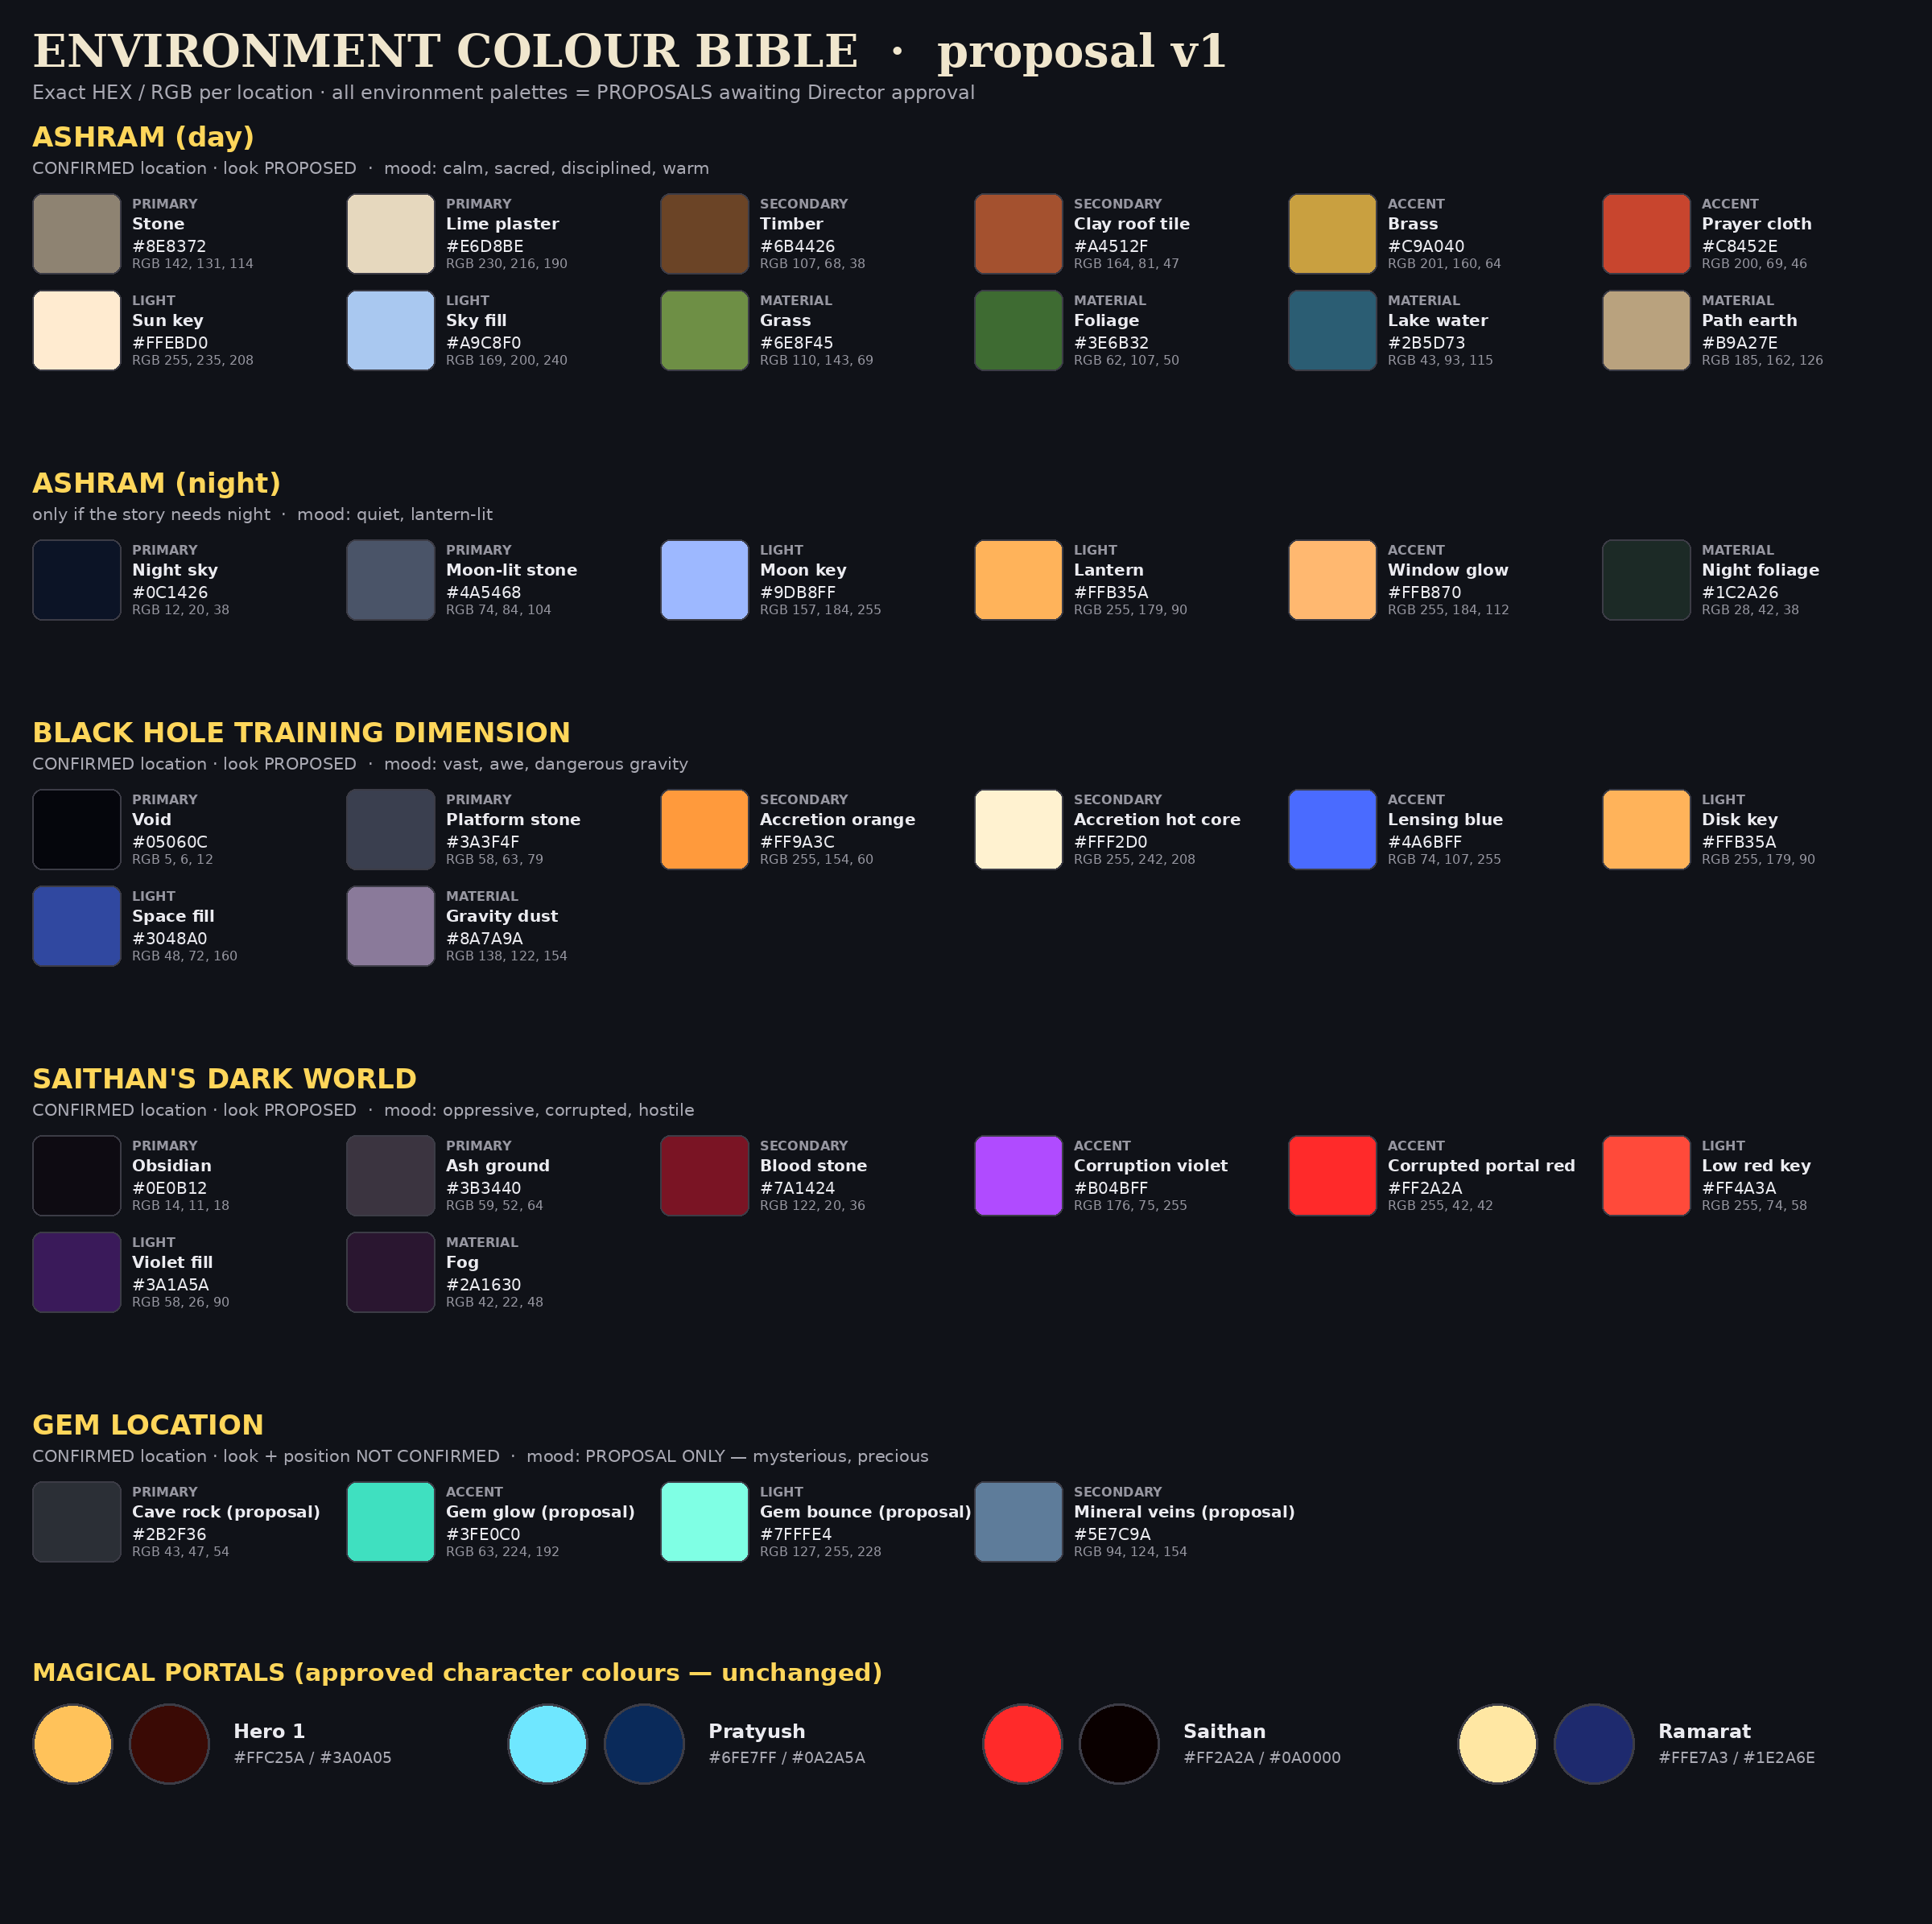 ENVIRONMENT COLOUR BIBLE · proposal v1
Exact HEX / RGB per location · all environment palettes = PROPOSALS awaiting Director approval
ASHRAM (day)
CONFIRMED location · look PROPOSED · mood: calm, sacred, disciplined, warm
PRIMARY
Stone
#8E8372
RGB 142, 131, 114
PRIMARY
Lime plaster
#E6D8BE
RGB 230, 216, 190
SECONDARY
Timber
#6B4426
RGB 107, 68, 38
SECONDARY
Clay roof tile
#A4512F
RGB 164, 81, 47
ACCENT
Brass
#C9A040
RGB 201, 160, 64
ACCENT
Prayer cloth
#C8452E
RGB 200, 69, 46
LIGHT
Sun key
#FFEBD0
RGB 255, 235, 208
LIGHT
Sky fill
#A9C8F0
RGB 169, 200, 240
MATERIAL
Grass
#6E8F45
RGB 110, 143, 69
MATERIAL
Foliage
#3E6B32
RGB 62, 107, 50
MATERIAL
Lake water
#2B5D73
RGB 43, 93, 115
MATERIAL
Path earth
#B9A27E
RGB 185, 162, 126
ASHRAM (night)
only if the story needs night · mood: quiet, lantern-lit
PRIMARY
Night sky
#0C1426
RGB 12, 20, 38
PRIMARY
Moon-lit stone
#4A5468
RGB 74, 84, 104
LIGHT
Moon key
#9DB8FF
RGB 157, 184, 255
LIGHT
Lantern
#FFB35A
RGB 255, 179, 90
ACCENT
Window glow
#FFB870
RGB 255, 184, 112
MATERIAL
Night foliage
#1C2A26
RGB 28, 42, 38
BLACK HOLE TRAINING DIMENSION
CONFIRMED location · look PROPOSED · mood: vast, awe, dangerous gravity
PRIMARY
Void
#05060C
RGB 5, 6, 12
PRIMARY
Platform stone
#3A3F4F
RGB 58, 63, 79
SECONDARY
Accretion orange
#FF9A3C
RGB 255, 154, 60
SECONDARY
Accretion hot core
#FFF2D0
RGB 255, 242, 208
ACCENT
Lensing blue
#4A6BFF
RGB 74, 107, 255
LIGHT
Disk key
#FFB35A
RGB 255, 179, 90
LIGHT
Space fill
#3048A0
RGB 48, 72, 160
MATERIAL
Gravity dust
#8A7A9A
RGB 138, 122, 154
SAITHAN'S DARK WORLD
CONFIRMED location · look PROPOSED · mood: oppressive, corrupted, hostile
PRIMARY
Obsidian
#0E0B12
RGB 14, 11, 18
PRIMARY
Ash ground
#3B3440
RGB 59, 52, 64
SECONDARY
Blood stone
#7A1424
RGB 122, 20, 36
ACCENT
Corruption violet
#B04BFF
RGB 176, 75, 255
ACCENT
Corrupted portal red
#FF2A2A
RGB 255, 42, 42
LIGHT
Low red key
#FF4A3A
RGB 255, 74, 58
LIGHT
Violet fill
#3A1A5A
RGB 58, 26, 90
MATERIAL
Fog
#2A1630
RGB 42, 22, 48
GEM LOCATION
CONFIRMED location · look + position NOT CONFIRMED · mood: PROPOSAL ONLY — mysterious, precious
PRIMARY
Cave rock (proposal)
#2B2F36
RGB 43, 47, 54
ACCENT
Gem glow (proposal)
#3FE0C0
RGB 63, 224, 192
LIGHT
Gem bounce (proposal)
#7FFFE4
RGB 127, 255, 228
SECONDARY
Mineral veins (proposal)
#5E7C9A
RGB 94, 124, 154
MAGICAL PORTALS (approved character colours — unchanged)
Hero 1
#FFC25A / #3A0A05
Pratyush
#6FE7FF / #0A2A5A
Saithan
#FF2A2A / #0A0000
Ramarat
#FFE7A3 / #1E2A6E